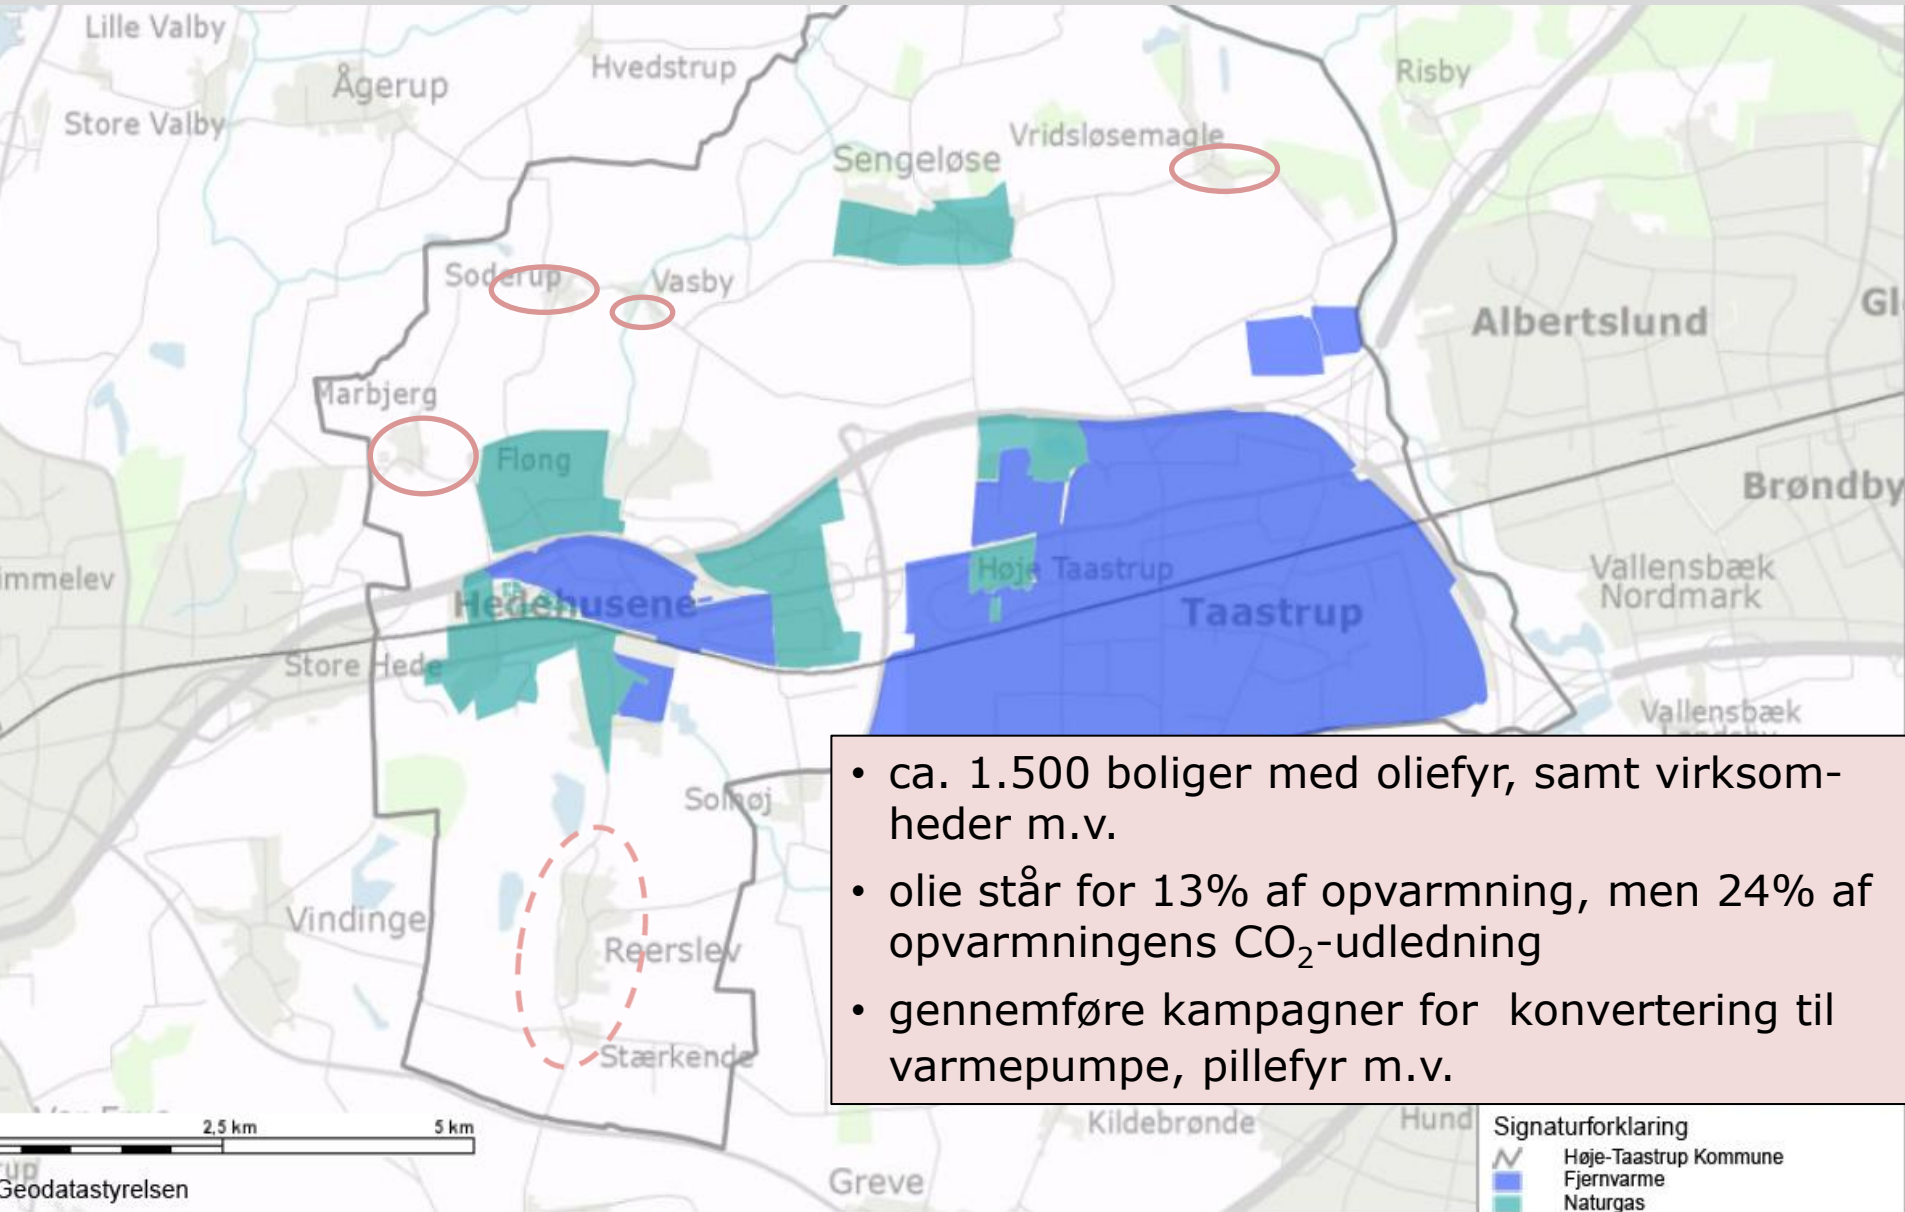 Lille Valby
Ågerup
Hvedstrup
Risby
Store Valby
Vridsløsemagle
Sengeløse
Soderup
Vasby
Albertslund
Marbjerg
Fløng
Brøndby
Vallensbæk
Nordmark
Høje Taastrup
Hedehusene
Taastrup
Store Hede
Vallensbæk
Solhøj
• ca. 1.500 boliger med oliefyr, samt virksom-
heder m.v.
• olie står for 13% af opvarmning, men 24% af
opvarmningens CO₂-udledning
• gennemføre kampagner for konvertering til
varmepumpe, pillefyr m.v.
Vindinge
Reerslev
Stærkende
2,5 km
5 km
Geodatastyrelsen
Kildebrønde
Hund
Greve
Signaturforklaring
Høje-Taastrup Kommune
Fjernvarme
Naturgas